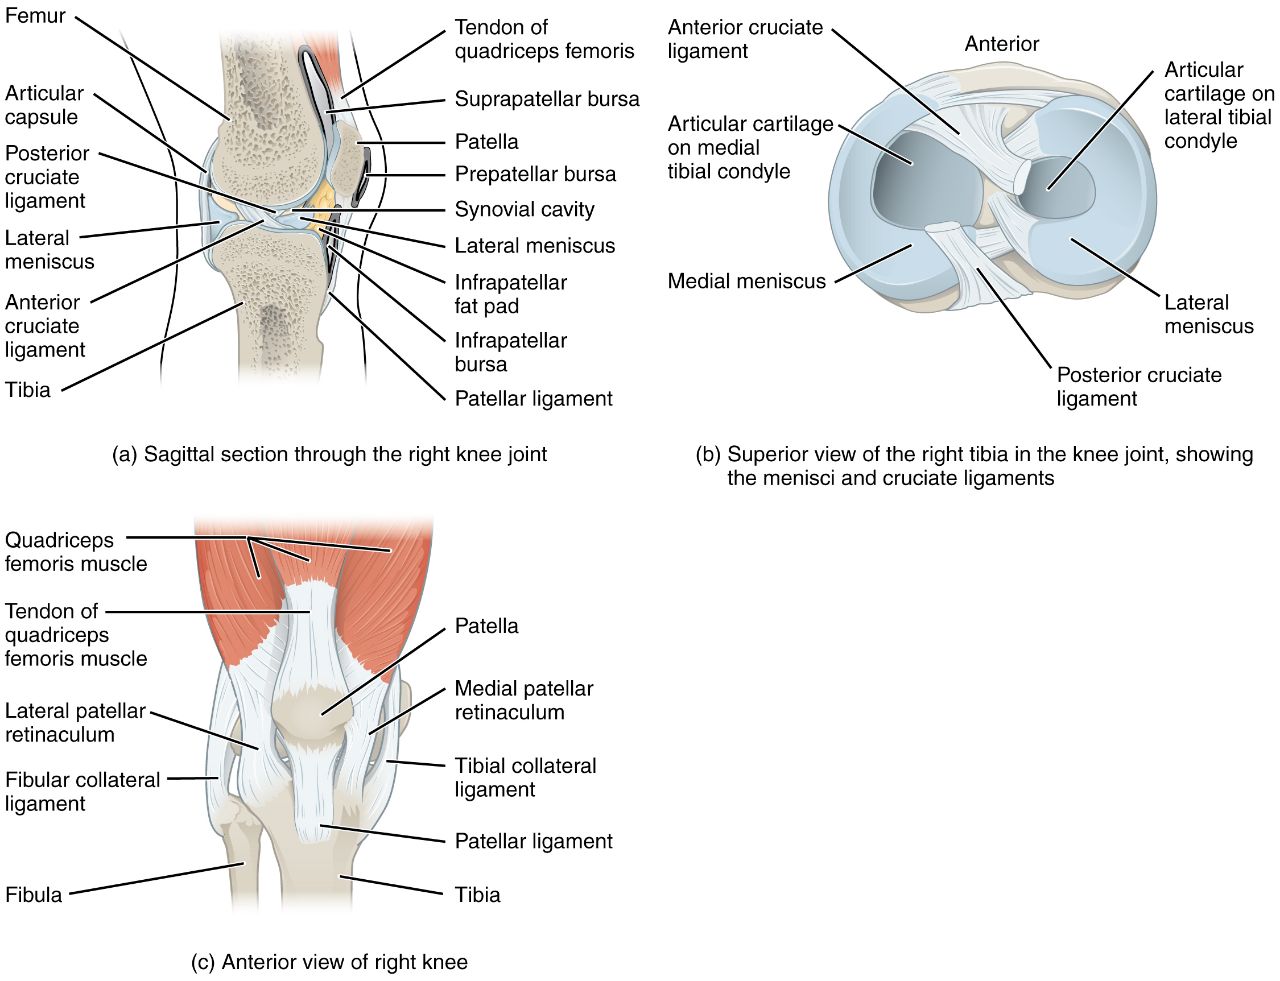 Femur
Articular
capsule
Posterior
cruciate
ligament
Lateral
meniscus
Anterior
cruciate
ligament
Tibia
Tendon of
quadriceps femoris
Suprapatellar bursa
Patella
Prepatellar bursa
Synovial cavity
Lateral meniscus
Infrapatellar
fat pad
Infrapatellar
bursa
Patellar ligament
(a) Sagittal section through the right knee joint
Anterior cruciate
ligament
Anterior
Articular cartilage
on medial
tibial condyle
Articular
cartilage on
lateral tibial
condyle
Medial meniscus
Lateral
meniscus
Posterior cruciate
ligament
(b) Superior view of the right tibia in the knee joint, showing
the menisci and cruciate ligaments
Quadriceps
femoris muscle
Tendon of
quadriceps
femoris muscle
Lateral patellar
retinaculum
Fibular collateral
ligament
Fibula
Patella
Medial patellar
retinaculum
Tibial collateral
ligament
Patellar ligament
Tibia
(c) Anterior view of right knee